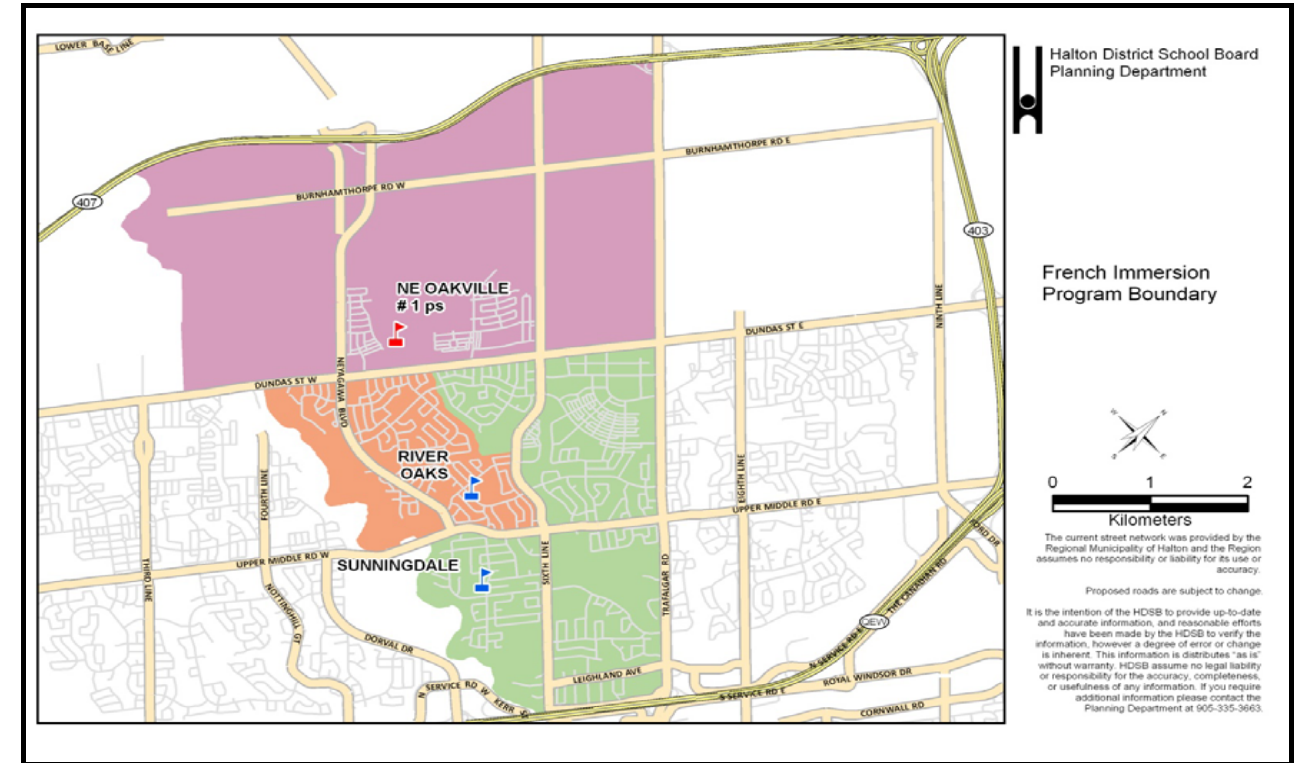 LOWER BASE LINE
Halton District School Board
Planning Department
BURNHAMTHORPE RD E
BURNHAMTHORPE RD W
407
403
French Immersion
Program Boundary
NE OAKVILLE
# 1 ps
NINTH LINE
DUNDAS ST E
NEYAGAWA BLVD
DUNDAS ST W
W
N
S
E
RIVER
OAKS
FOURTH LINE
EIGHTH LINE
0 1 2
Kilometers
UPPER MIDDLE RD E
FORD DR
The current street network was provided by the
Regional Municipality of Halton and the Region
assumes no responsibility or liability for its use or
accuracy.
Proposed roads are subject to change.
It is the intention of the HDSB to provide up-to-date
and accurate information, and reasonable efforts
have been made by the HDSB to verify the
information, however a degree of error or change
is inherent. This information is distributes "as is"
without warranty. HDSB assume no legal liability
or responsibility for the accuracy, completeness,
or usefulness of any information. If you require
additional information please contact the
Planning Department at 905-335-3663.
UPPER MIDDLE RD W
SUNNINGDALE
THIRD LINE
SIXTH LINE
TRAFALGAR RD
NOTTINGHILL GT
THE CANADIAN RD
QEW
DORVAL DR
N SERVICE RD E
LEIGHLAND AVE
ROYAL WINDSOR DR
N SERVICE RD W
KERR ST
S SERVICE RD E
CORNWALL RD